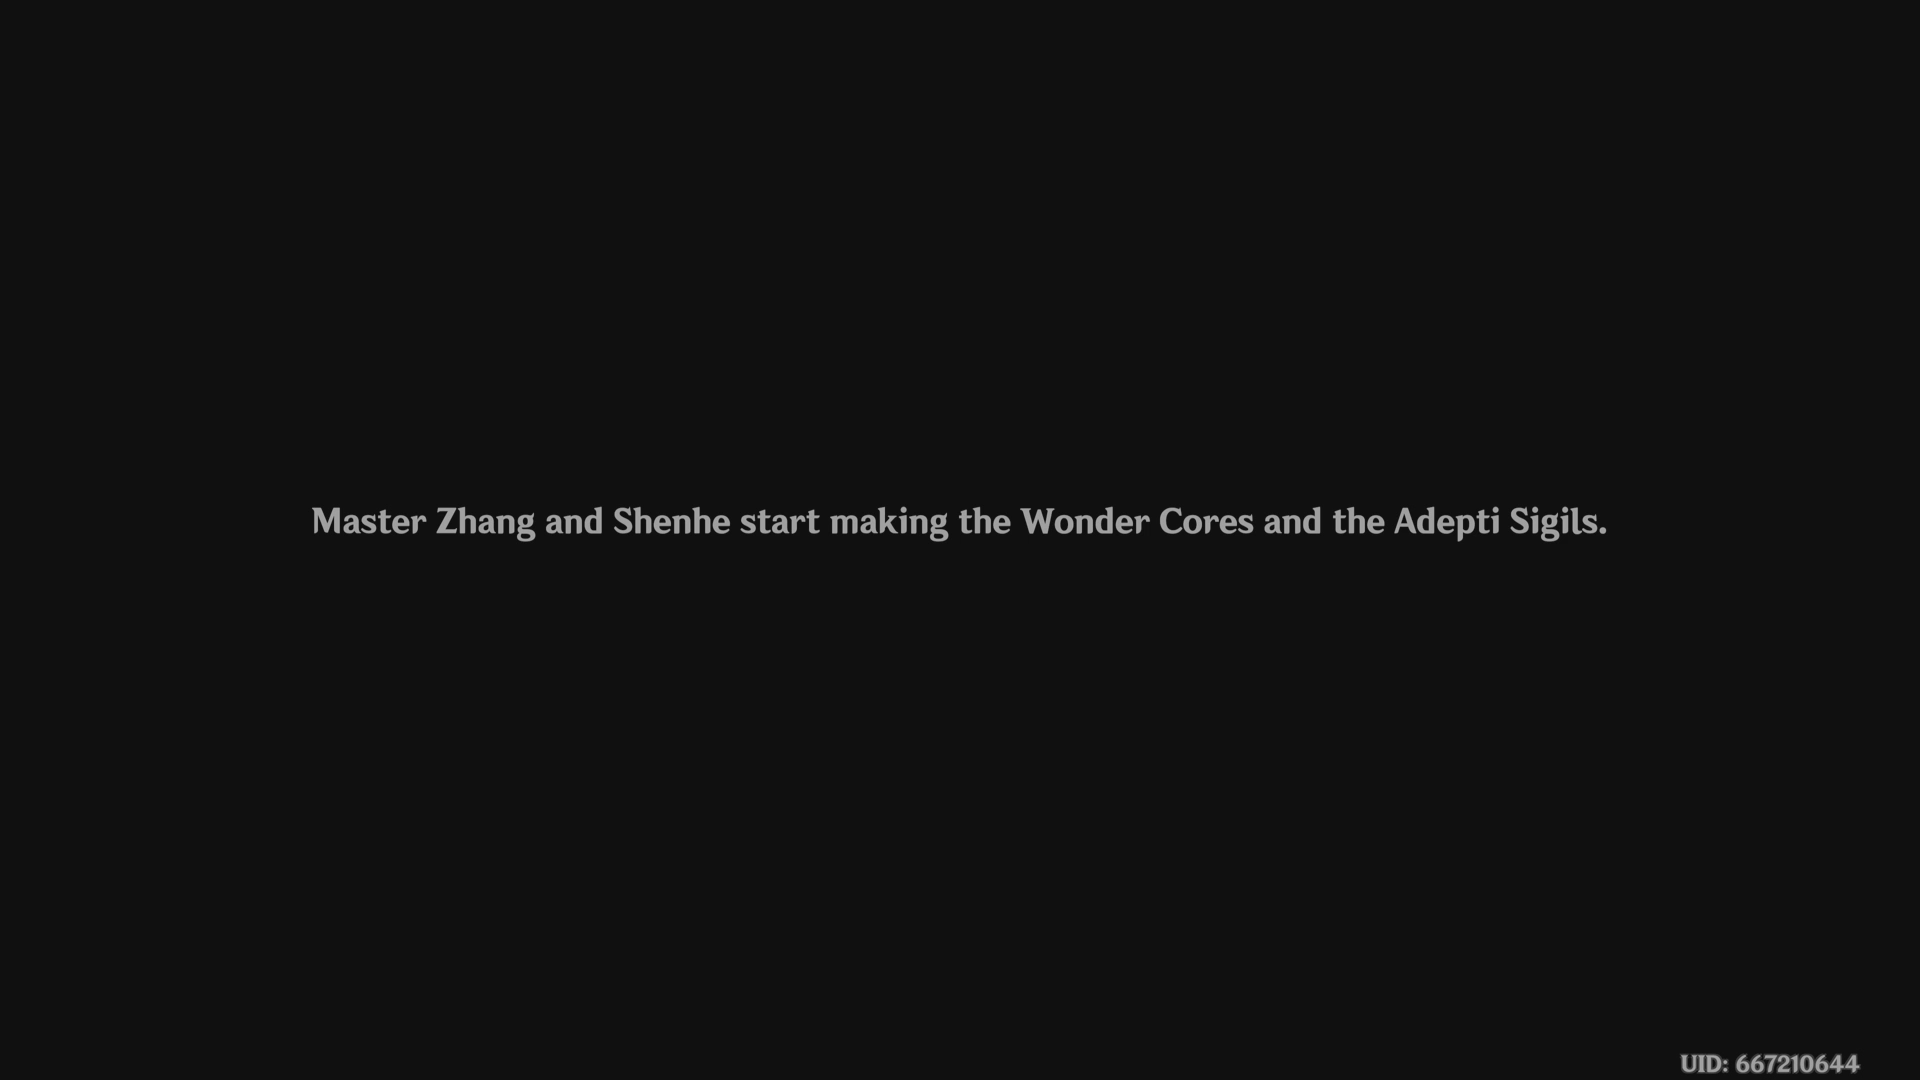 Master Zhang and Shenhe start making the Wonder Cores and the Adepti Sigils.
UID: 667210644